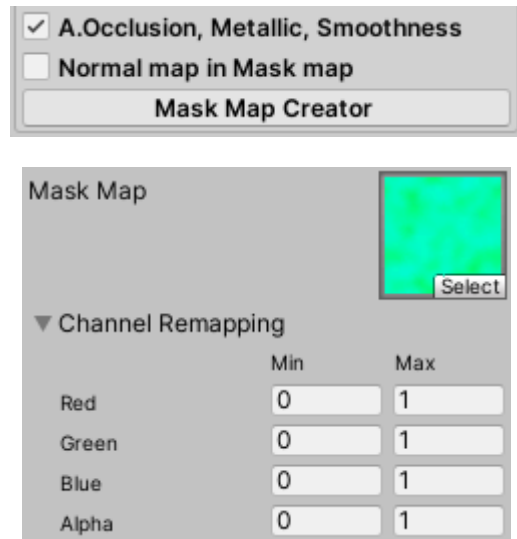 A.Occlusion, Metallic, Smoothness
Normal map in Mask map
Mask Map Creator
Mask Map
Select
Channel Remapping
Min Max
Red 0 1
Green 0 1
Blue 0 1
Alpha 0 1